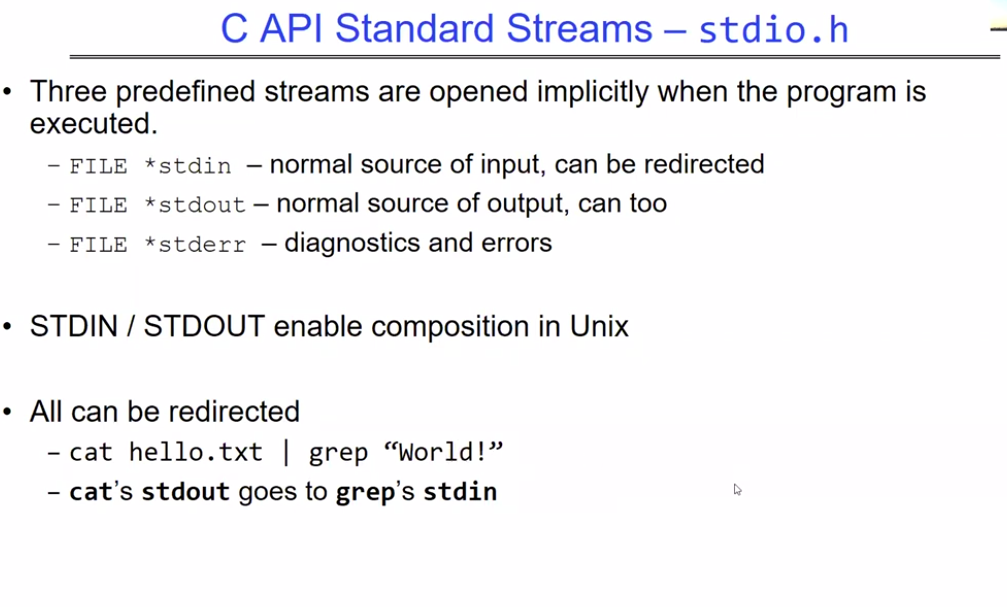 C API Standard Streams – stdio.h
• Three predefined streams are opened implicitly when the program is
executed.
– FILE *stdin – normal source of input, can be redirected
– FILE *stdout – normal source of output, can too
– FILE *stderr – diagnostics and errors
• STDIN / STDOUT enable composition in Unix
• All can be redirected
– cat hello.txt | grep “World!”
– cat’s stdout goes to grep’s stdin